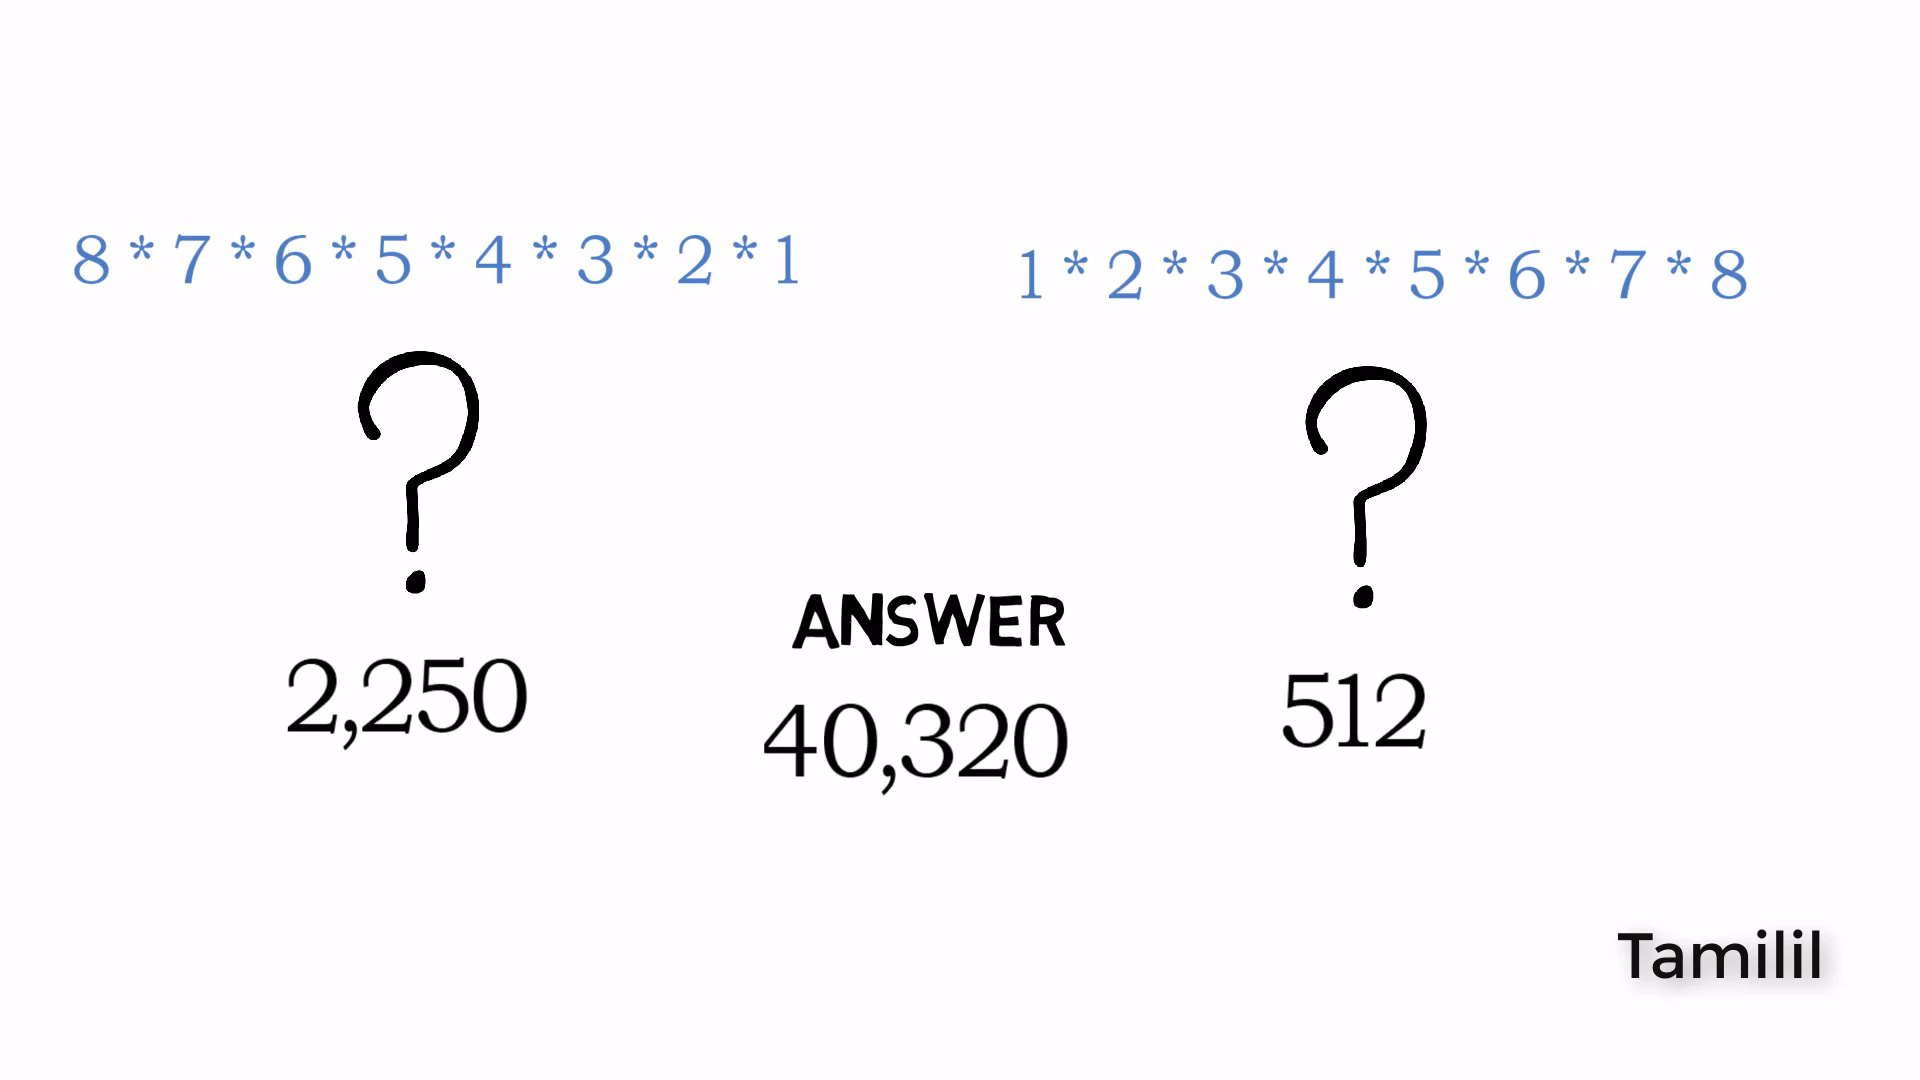 8 * 7 * 6 * 5 * 4 * 3 * 2 * 1
1 * 2 * 3 * 4 * 5 * 6 * 7 * 8
?
?
ANSWER
2,250
40,320
512
Tamilil